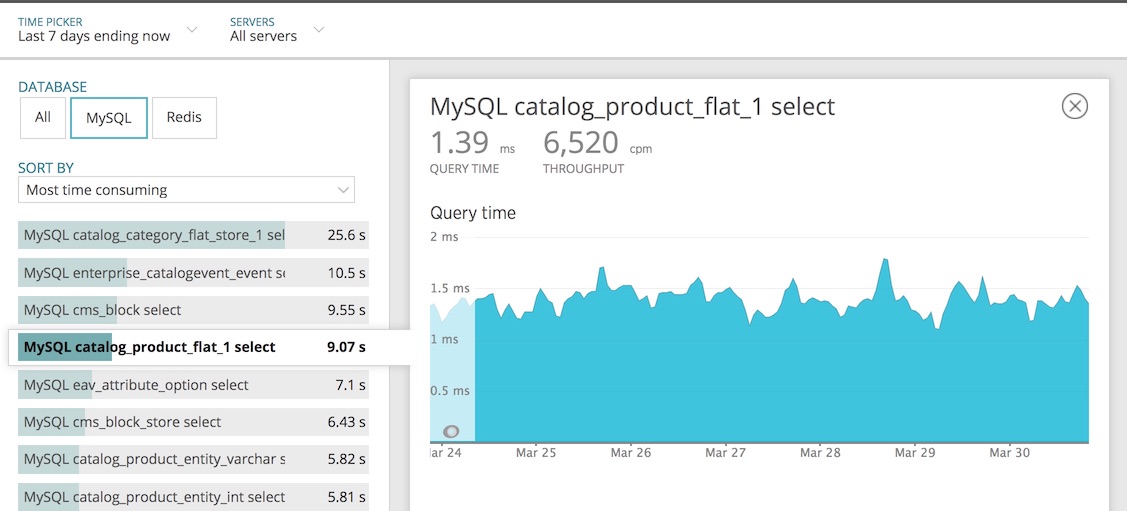 TIME PICKER
Last 7 days ending now
SERVERS
All servers
DATABASE
All
MySQL
Redis
SORT BY
Most time consuming
MySQL catalog_category_flat_store_1 sel 25.6 s
MySQL enterprise_catalogevent_event se 10.5 s
MySQL cms_block select 9.55 s
MySQL catalog_product_flat_1 select 9.07 s
MySQL eav_attribute_option select 7.1 s
MySQL cms_block_store select 6.43 s
MySQL catalog_product_entity_varchar s 5.82 s
MySQL catalog_product_entity_int select 5.81 s
MySQL catalog_product_flat_1 select
1.39 ms 6,520 cpm
QUERY TIME THROUGHPUT
Query time
2 ms
1.5 ms
1 ms
0.5 ms
ar 24 Mar 25 Mar 26 Mar 27 Mar 28 Mar 29 Mar 30